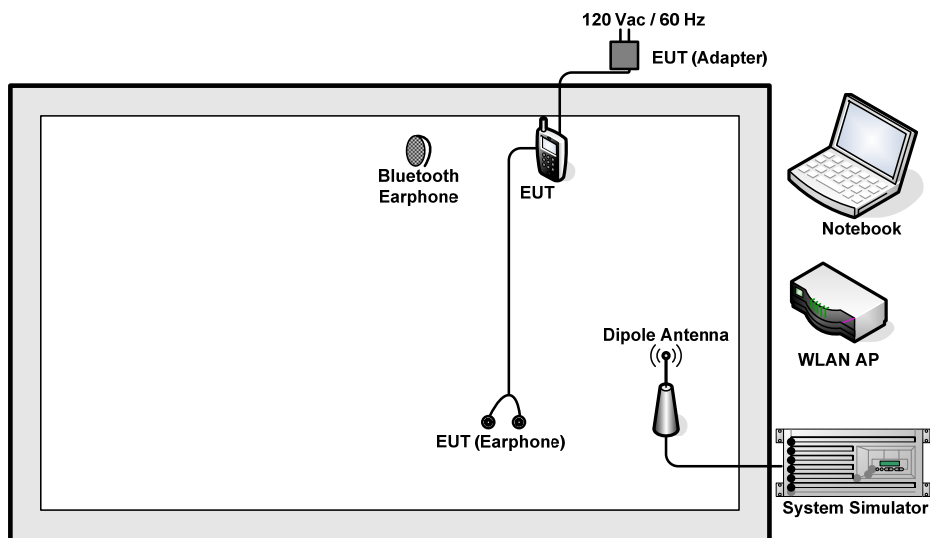 120 Vac / 60 Hz
EUT (Adapter)
Bluetooth
Earphone
EUT
Notebook
Dipole Antenna
WLAN AP
EUT (Earphone)
System Simulator